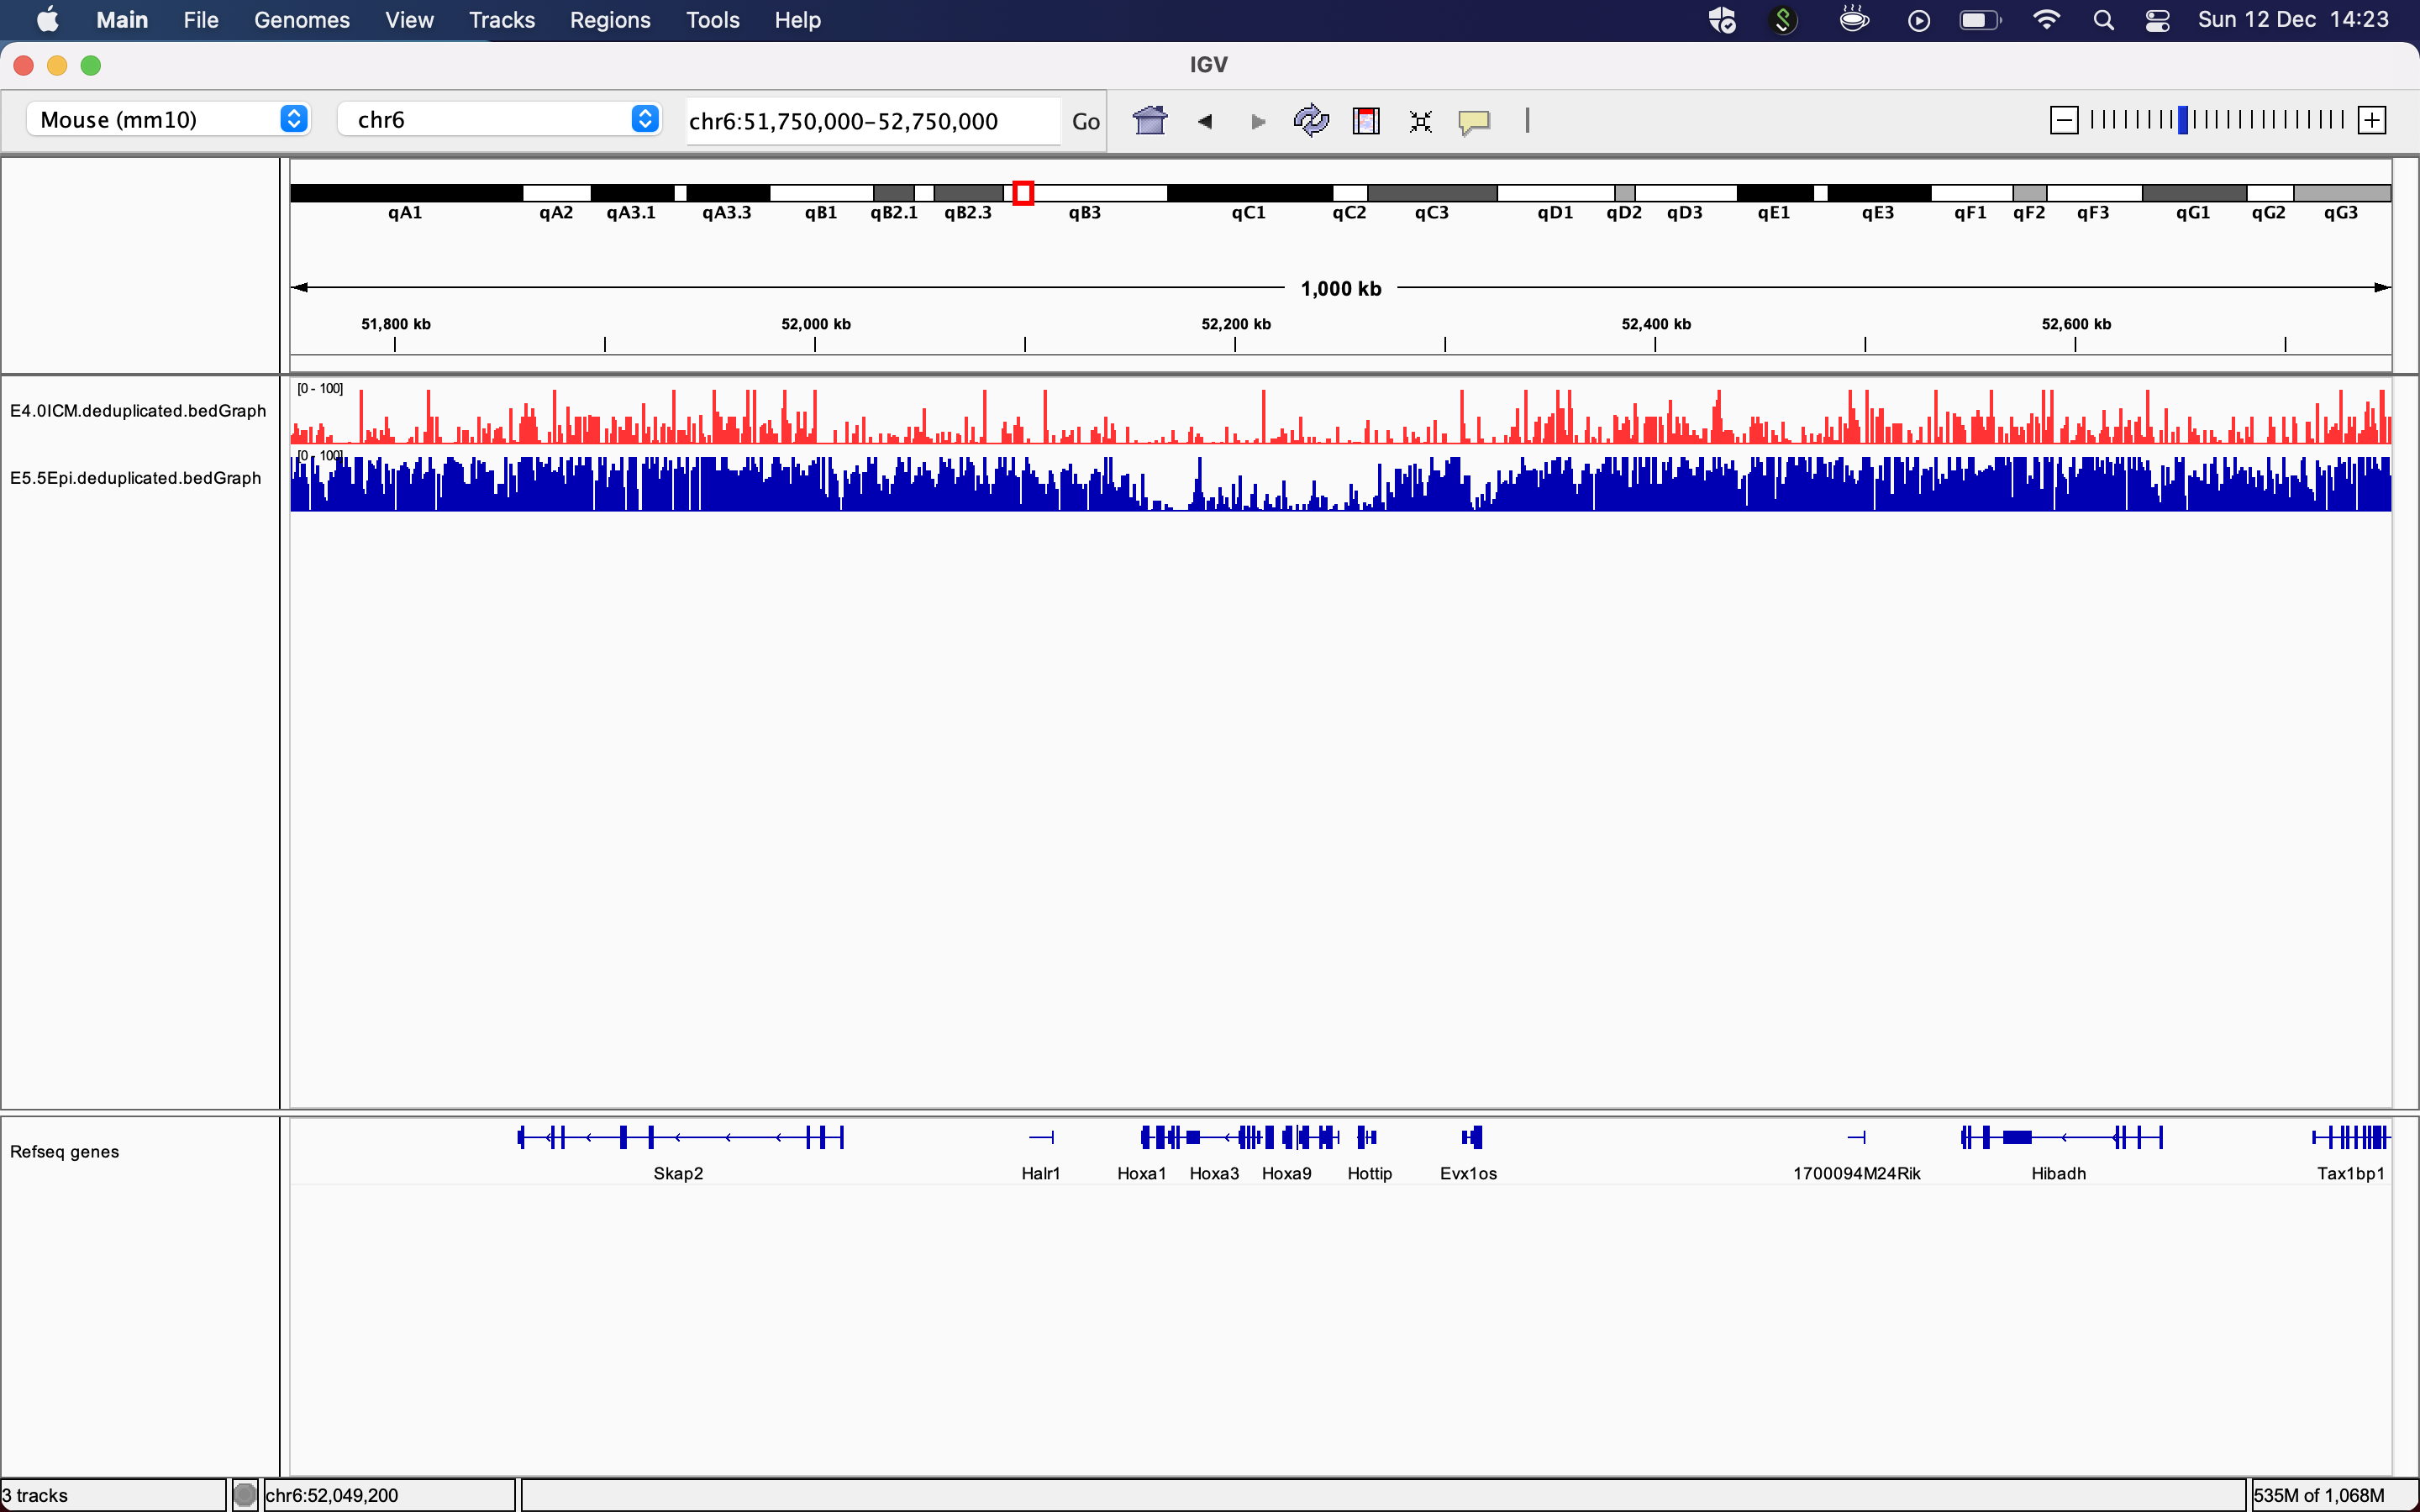 Main File Genomes View Tracks Regions Tools Help Sun 12 Dec 14:23
IGV
Mouse (mm10) chr6 chr6:51,750,000-52,750,000 Go
qA1 qA2 qA3.1 qA3.3 qB1 qB2.1 qB2.3 qB3 qC1 qC2 qC3 qD1 qD2 qD3 qE1 qE3 qF1 qF2 qF3 qG1 qG2 qG3
1,000 kb
51,800 kb 52,000 kb 52,200 kb 52,400 kb 52,600 kb
[0 - 100]
E4.0ICM.deduplicated.bedGraph
[0 - 100]
E5.5Epi.deduplicated.bedGraph
Refseq genes
Skap2 Halr1 Hoxa1 Hoxa3 Hoxa9 Hottip Evx1os 1700094M24Rik Hibadh Tax1bp1
3 tracks chr6:52,049,200 535M of 1,068M